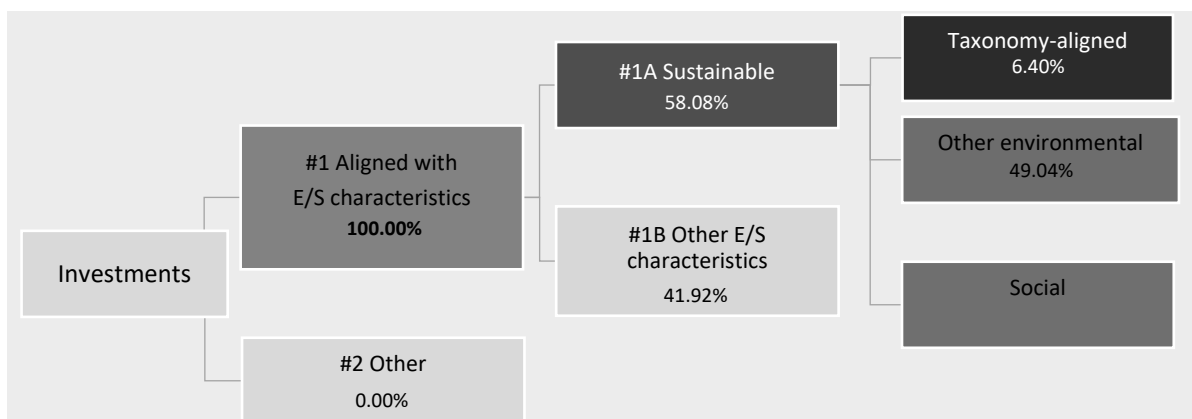 Investments
#1 Aligned with
E/S characteristics
100.00%
#2 Other
0.00%
#1A Sustainable
58.08%
#1B Other E/S
characteristics
41.92%
Taxonomy-aligned
6.40%
Other environmental
49.04%
Social